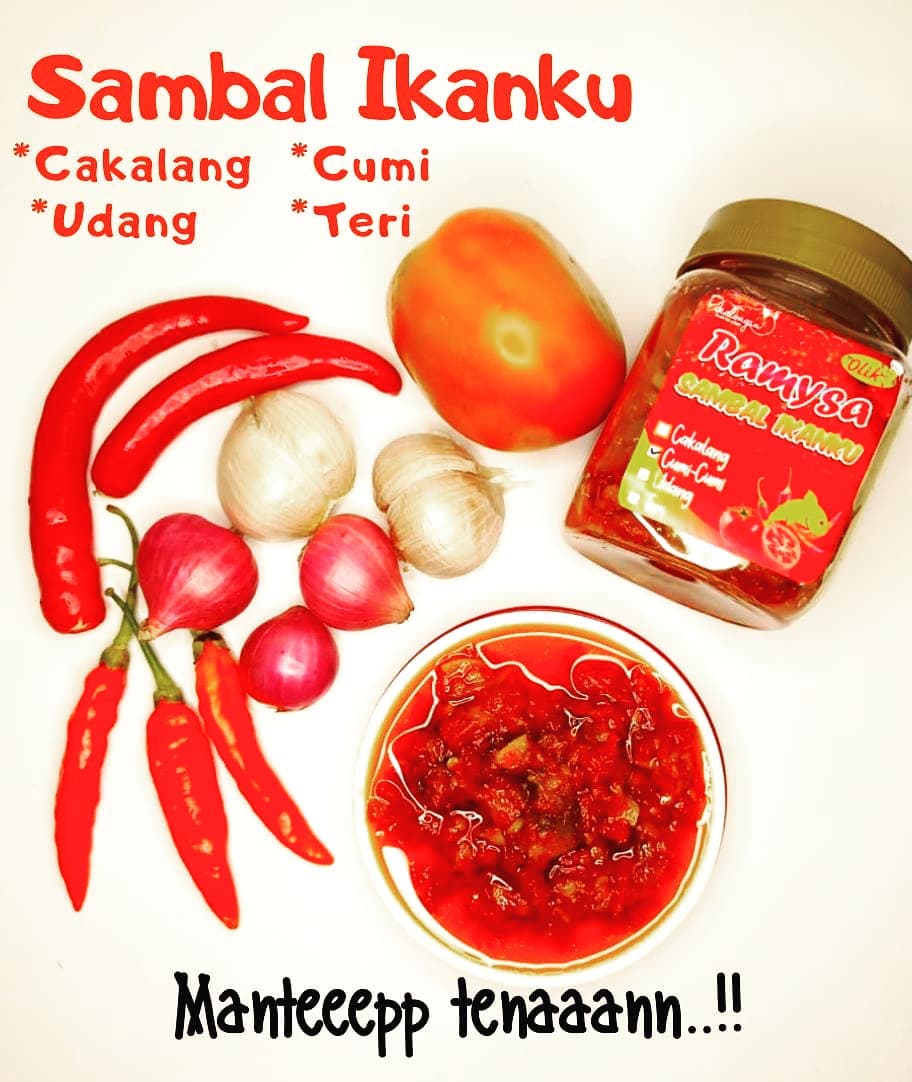 Sambal Ikanku
*Cakalang *Cumi
*Udang *Teri
Ramysa
SAMBAL IKANKU
Cakalang
Cumi-Cumi
Udang
Manteeepp tenaaann..!!